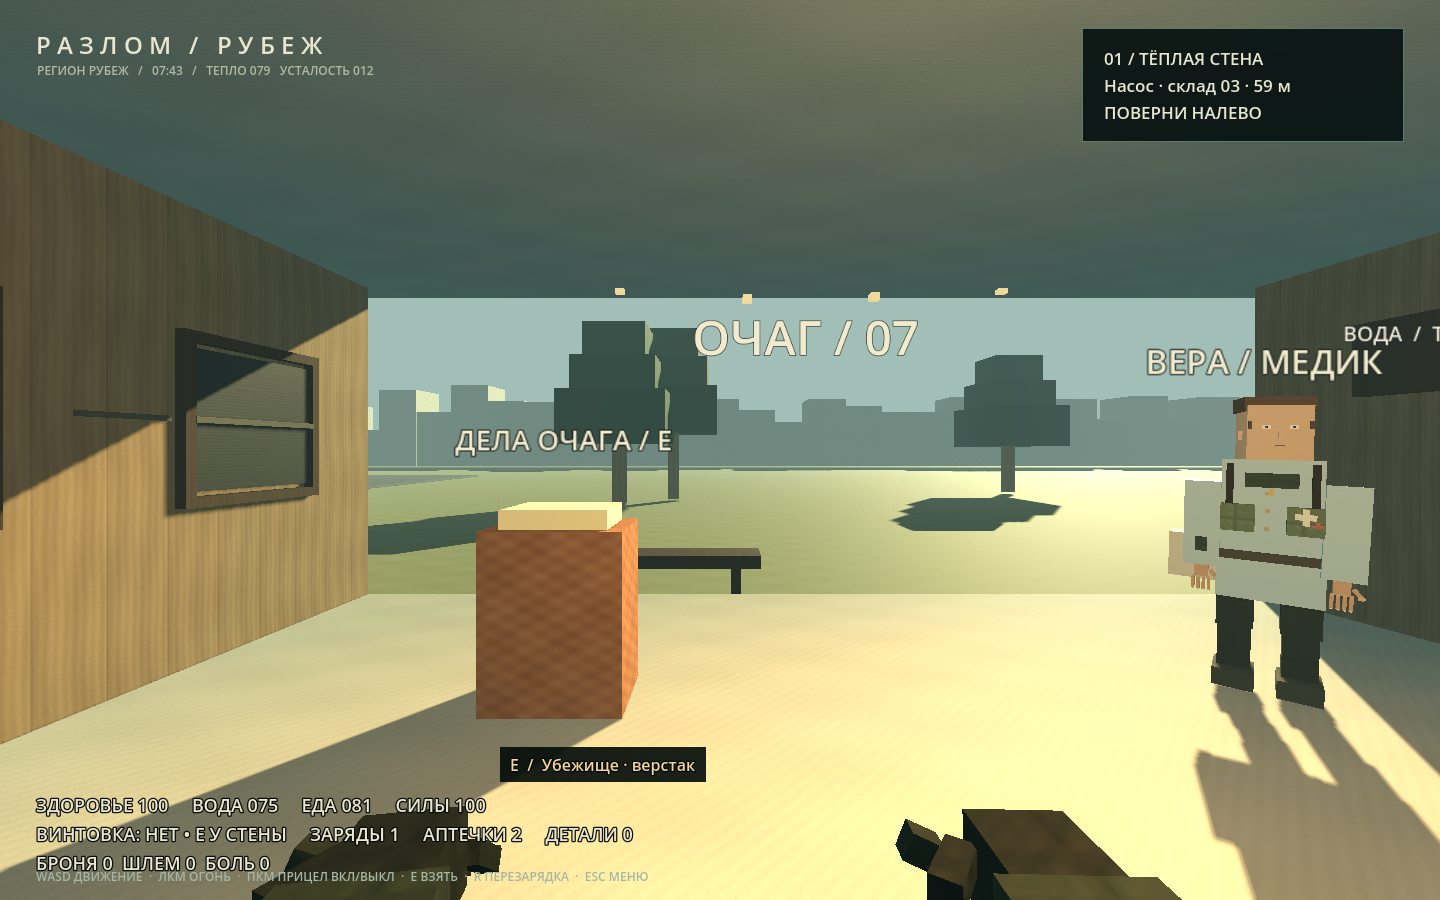 РАЗЛОМ / РУБЕЖ
РЕГИОН РУБЕЖ / 07:43 / ТЕПЛО 079 УСТАЛОСТЬ 012
01 / ТЁПЛАЯ СТЕНА
Насос · склад 03 · 59 м
ПОВЕРНИ НАЛЕВО
ОЧАГ / 07
ВОДА / Т
ВЕРА / МЕДИК
ДЕЛА ОЧАГА / E
E / Убежище · верстак
ЗДОРОВЬЕ 100 ВОДА 075 ЕДА 081 СИЛЫ 100
ВИНТОВКА: НЕТ • E У СТЕНЫ ЗАРЯДЫ 1 АПТЕЧКИ 2 ДЕТАЛИ 0
БРОНЯ 0 ШЛЕМ 0 БОЛЬ 0
WASD ДВИЖЕНИЕ · ЛКМ ОГОНЬ · ПКМ ПРИЦЕЛ ВКЛ/ВЫКЛ · E ВЗЯТЬ · R ПЕРЕЗАРЯДКА · ESC МЕНЮ